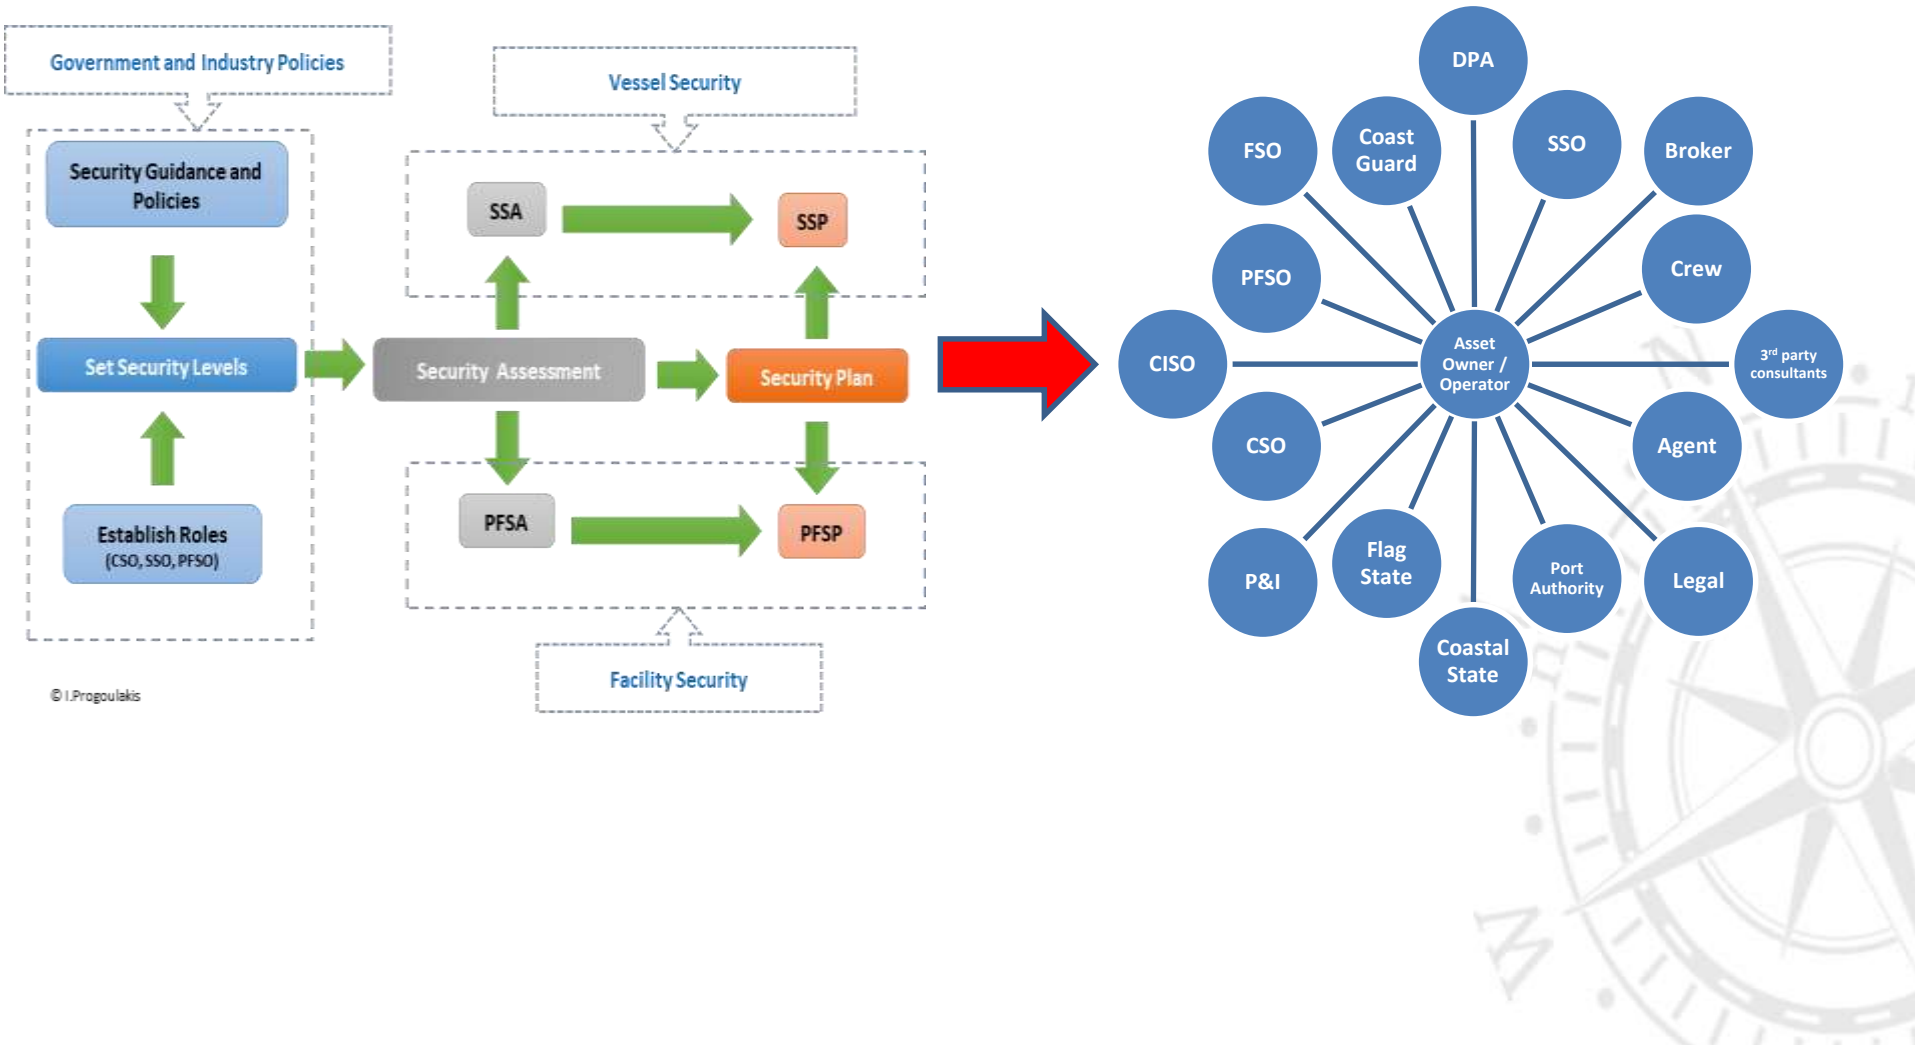 Government and Industry Policies
Security Guidance and
Policies
Set Security Levels
Establish Roles
(CSO, SSO, PFSO)
© I.Progoulakis
Vessel Security
SSA
SSP
Security Assessment
Security Plan
PFSA
PFSP
Facility Security
DPA
SSO
Broker
Crew
3rd party
consultants
Agent
Legal
Port
Authority
Coastal
State
Flag
State
P&I
CSO
CISO
PFSO
FSO
Coast
Guard
Asset
Owner /
Operator
N
W